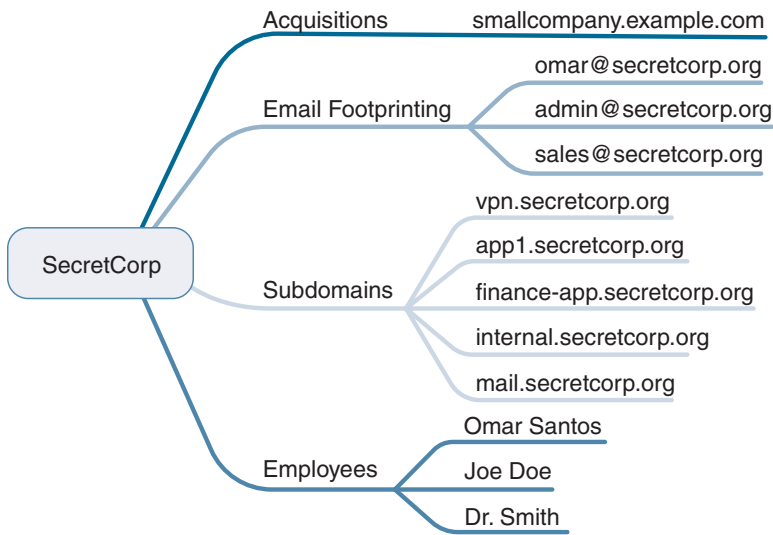 Acquisitions
smallcompany.example.com
Email Footprinting
omar@secretcorp.org
admin@secretcorp.org
sales@secretcorp.org
SecretCorp
Subdomains
vpn.secretcorp.org
app1.secretcorp.org
finance-app.secretcorp.org
internal.secretcorp.org
mail.secretcorp.org
Employees
Omar Santos
Joe Doe
Dr. Smith